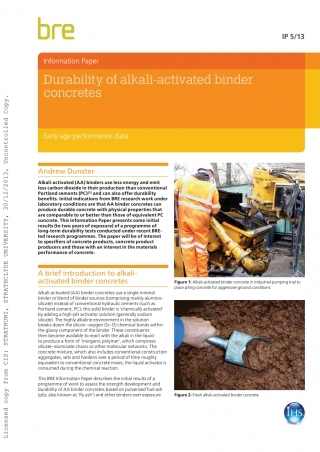 bre
IP 5/13
Information Paper
Durability of alkali-activated binder
concretes
Early age performance data
Andrew Dunster
Alkali-activated (AA) binders use less energy and emit
less carbon dioxide in their production than conventional
Portland cements (PC)[1] and can also offer durability
benefits. Initial indications from BRE research work under
laboratory conditions are that AA binder concretes can
produce durable concrete with physical properties that
are comparable to or better than those of equivalent PC
concrete. This Information Paper presents some initial
results (to two years of exposure) of a programme of
long-term durability tests conducted under recent BRE-
led research programmes. The paper will be of interest
to specifiers of concrete products, concrete product
producers and those with an interest in the materials
performance of concrete.
A brief introduction to alkali-
activated binder concretes
Alkali-activated (AA) binder concretes use a single mineral
binder or blend of binder sources (comprising mainly alumino-
silicate) instead of conventional hydraulic cements (such as
Portland cement, PC); this solid binder is 'chemically activated'
by adding a high-pH activator solution (generally sodium
silicate). The highly alkaline environment in the solution
breaks down the silicon–oxygen (Si–O) chemical bonds within
the glassy component of the binder. These constituents
then become available to react with the alkali in the liquid
to produce a form of 'inorganic polymer', which comprises
silicate–aluminate chains or other molecular networks. The
concrete mixture, which also includes conventional construction
aggregates, sets and hardens over a period of time roughly
equivalent to conventional concrete mixes; the liquid activator is
consumed during the chemical reaction.
This BRE Information Paper describes the initial results of a
programme of work to assess the strength development and
durability of AA binder concretes based on pulverised fuel ash
(pfa, also known as 'fly ash') and other binders over exposure
Figure 1: Alkali-activated binder concrete in industrial pumping trial to
place piling concrete for aggressive ground conditions
Figure 2: Fresh alkali-activated binder concrete
IHS
Licensed copy from CIS: STRATHUNI, STRATHCLYDE UNIVERSITY, 30/12/2013, Uncontrolled Copy.